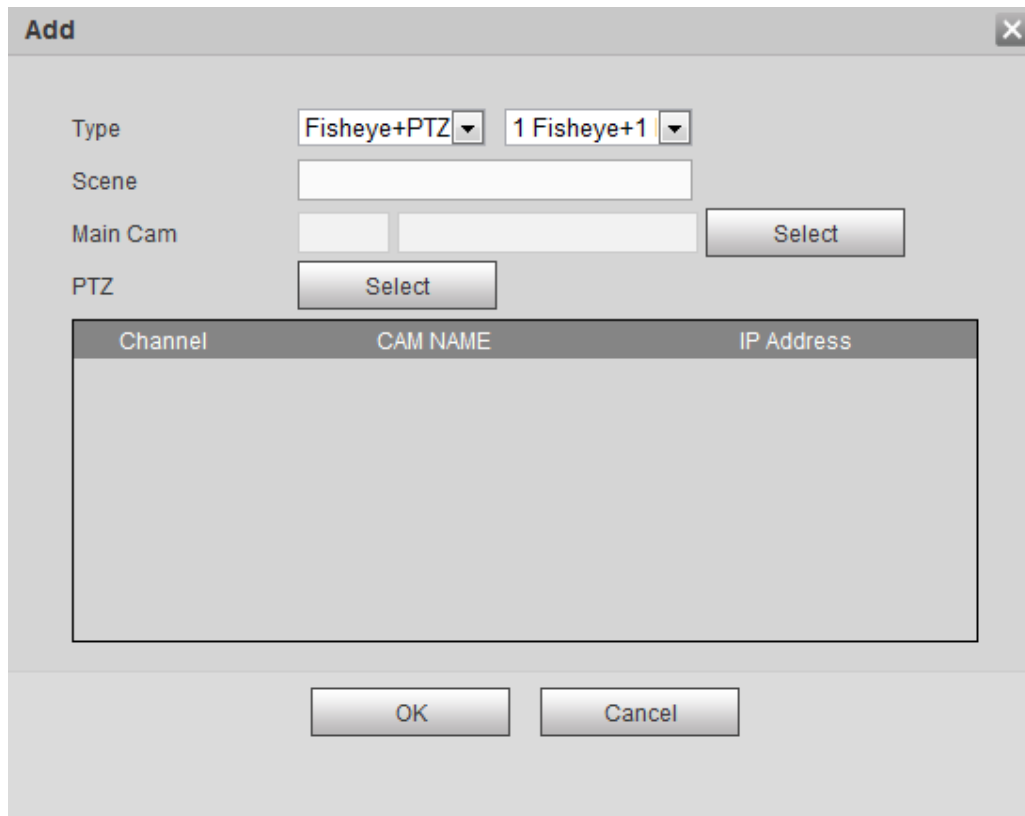 Add
Type Fisheye+PTZ 1 Fisheye+1
Scene
Main Cam Select
PTZ Select
Channel CAM NAME IP Address
OK Cancel